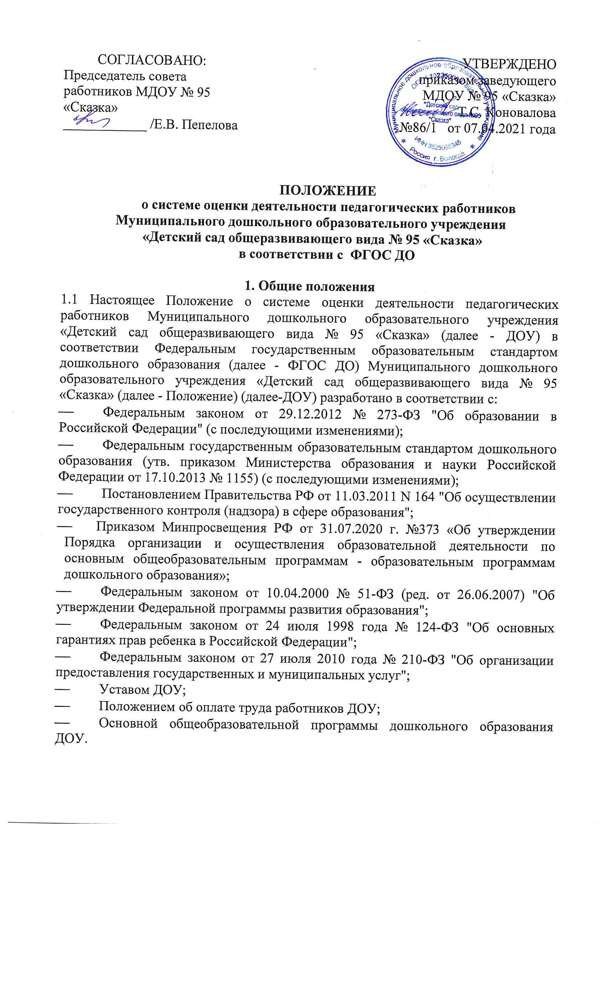 СОГЛАСОВАНО:
Председатель совета
работников МДОУ № 95
«Сказка»
____________ /Е.В. Пепелова
УТВЕРЖДЕНО
приказом заведующего
МДОУ № 95 «Сказка»
Т.С. Коновалова
№86/1 от 07.04.2021 года
Муниципальное дошкольное образовательное учреждение
"Детский сад
общеразвивающего вида №95
"Сказка"
ИНН 3525085345
Россия г. Вологда
ПОЛОЖЕНИЕ
о системе оценки деятельности педагогических работников
Муниципального дошкольного образовательного учреждения
«Детский сад общеразвивающего вида № 95 «Сказка»
в соответствии с ФГОС ДО
1. Общие положения
1.1 Настоящее Положение о системе оценки деятельности педагогических
работников Муниципального дошкольного образовательного учреждения
«Детский сад общеразвивающего вида № 95 «Сказка» (далее - ДОУ) в
соответствии Федеральным государственным образовательным стандартом
дошкольного образования (далее - ФГОС ДО) Муниципального дошкольного
образовательного учреждения «Детский сад общеразвивающего вида № 95
«Сказка» (далее - Положение) (далее-ДОУ) разработано в соответствии с:
— Федеральным законом от 29.12.2012 № 273-ФЗ "Об образовании в
Российской Федерации" (с последующими изменениями);
— Федеральным государственным образовательным стандартом дошкольного
образования (утв. приказом Министерства образования и науки Российской
Федерации от 17.10.2013 № 1155) (с последующими изменениями);
— Постановлением Правительства РФ от 11.03.2011 N 164 "Об осуществлении
государственного контроля (надзора) в сфере образования";
— Приказом Минпросвещения РФ от 31.07.2020 г. №373 «Об утверждении
Порядка организации и осуществления образовательной деятельности по
основным общеобразовательным программам - образовательным программам
дошкольного образования»;
— Федеральным законом от 10.04.2000 № 51-ФЗ (ред. от 26.06.2007) "Об
утверждении Федеральной программы развития образования";
— Федеральным законом от 24 июля 1998 года № 124-ФЗ "Об основных
гарантиях прав ребенка в Российской Федерации";
— Федеральным законом от 27 июля 2010 года № 210-ФЗ "Об организации
предоставления государственных и муниципальных услуг";
— Уставом ДОУ;
— Положением об оплате труда работников ДОУ;
— Основной общеобразовательной программы дошкольного образования
ДОУ.